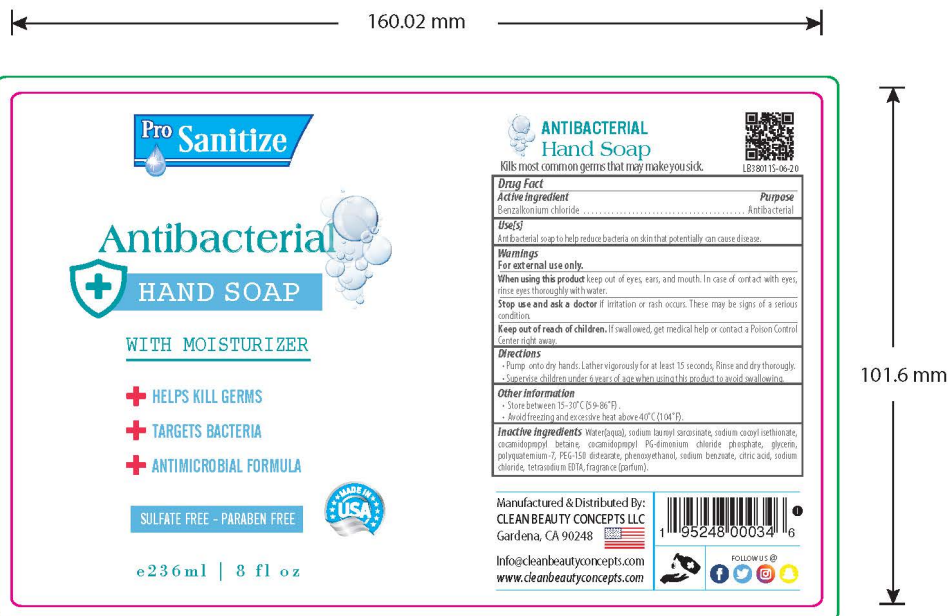 160.02 mm
101.6 mm
Pro Sanitize
Antibacterial
HAND SOAP
WITH MOISTURIZER
HELPS KILL GERMS
TARGETS BACTERIA
ANTIMICROBIAL FORMULA
SULFATE FREE - PARABEN FREE
MADE IN
USA
e236ml | 8 fl oz
ANTIBACTERIAL
Hand Soap
Kills most common germs that may make you sick.
LB38011S-06-20
Drug Fact
Active ingredient Purpose
Benzalkonium chloride ....................................... Antibacterial
Use[s]
Antibacterial soap to help reduce bacteria on skin that potentially can cause disease.
Warnings
For external use only.
When using this product keep out of eyes, ears, and mouth. In case of contact with eyes,
rinse eyes thoroughly with water.
Stop use and ask a doctor if irritation or rash occurs. These may be signs of a serious
condition.
Keep out of reach of children. If swallowed, get medical help or contact a Poison Control
Center right away.
Directions
• Pump onto dry hands. Lather vigorously for at least 15 seconds, Rinse and dry thorougly.
• Supervise children under 6 years of age when using this product to avoid swallowing.
Other information
• Store between 15-30°C (59-86°F) .
• Avoid freezing and excessive heat above 40°C (104°F).
Inactive ingredients Water(aqua), sodium lauroyl sarcosinate, sodium cocoyl isethionate,
cocamidopropyl betaine, cocamidopropyl PG-dimonium chloride phosphate, glycerin,
polyquaternium-7, PEG-150 distearate, phenoxyethanol, sodium benzoate, citric acid, sodium
chloride, tetrasodium EDTA, fragrance (parfum).
Manufactured & Distributed By:
CLEAN BEAUTY CONCEPTS LLC
Gardena, CA 90248
Info@cleanbeautyconcepts.com
www.cleanbeautyconcepts.com
1 95248 00034 6
FOLLOW US @